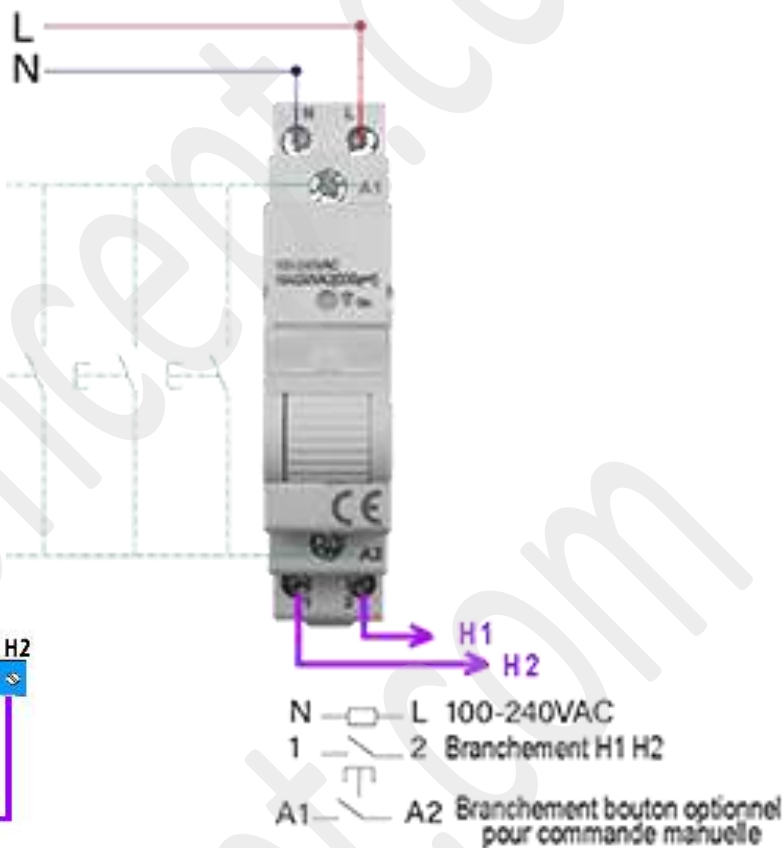 L
N
N L
A1
100-240VAC
CE
A2
H1
H2
H2
N L 100-240VAC
1 2 Branchement H1 H2
A1 A2 Branchement bouton optionnel
pour commande manuelle